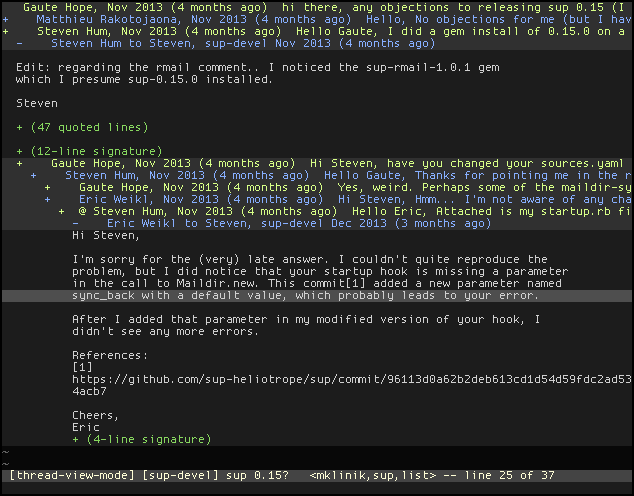 Gaute Hope, Nov 2013 (4 months ago)  hi there, any objections to releasing sup 0.15 (I
+    Matthieu Rakotojaona, Nov 2013 (4 months ago)  Hello, No objections for me (but I hav
+    Steven Hum, Nov 2013 (4 months ago)  Hello Gaute, I did a gem install of 0.15.0 on a
-      Steven Hum to Steven, sup-devel Nov 2013 (4 months ago)
Edit: regarding the rmail comment.. I noticed the sup-rmail-1.0.1 gem
which I presume sup-0.15.0 installed.
Steven
+ (47 quoted lines)
+ (12-line signature)
+    Gaute Hope, Nov 2013 (4 months ago)  Hi Steven, have you changed your sources.yaml
+    Steven Hum, Nov 2013 (4 months ago)  Hello Gaute, Thanks for pointing me in the r
+    Gaute Hope, Nov 2013 (4 months ago)  Yes, weird. Perhaps some of the maildir-sy
+    Eric Weikl, Nov 2013 (4 months ago)  Hi Steven, Hmm... I'm not aware of any cha
+ @ Steven Hum, Nov 2013 (4 months ago)  Hello Eric, Attached is my startup.rb fi
-    Eric Weikl to Steven, sup-devel Dec 2013 (3 months ago)
Hi Steven,
I'm sorry for the (very) late answer. I couldn't quite reproduce the
problem, but I did notice that your startup hook is missing a parameter
in the call to Maildir.new. This commit[1] added a new parameter named
sync_back with a default value, which probably leads to your error.
After I added that parameter in my modified version of your hook, I
didn't see any more errors.
References:
[1]
https://github.com/sup-heliotrope/sup/commit/96113d0a62b2deb613cd1d54d59fdc2ad53
4acb7
Cheers,
Eric
+ (4-line signature)
~
~
[thread-view-mode] [sup-devel] sup 0.15?   <mklinik,sup,list> -- line 25 of 37